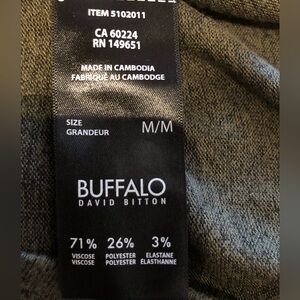 ITEM 5102011
CA 60224
RN 149651
MADE IN CAMBODIA
FABRIQUÉ AU CAMBODGE
SIZE
GRANDEUR
M/M
BUFFALO
DAVID BITTON
71% 26% 3%
VISCOSE POLYESTER ELASTANE
VISCOSE POLYESTER ÉLASTHANNE